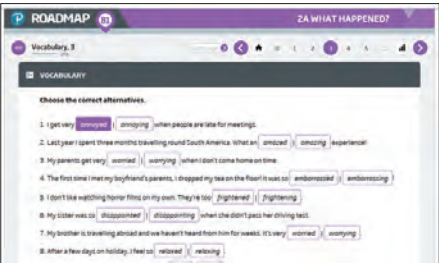 ROADMAP B1 2A WHAT HAPPENED?
Vocabulary, 3
VOCABULARY
Choose the correct alternatives.
1. I get very annoyed | annoying when people are late for meetings.
2. Last year I spent three months travelling round South America. What an amazed | amazing experience!
3. My parents get very worried | worrying when I don't come home on time.
4. The first time I met my boyfriend's parents, I dropped my tea on the floor! It was so embarrassed | embarrassing !
5. I don't like watching horror films on my own. They're too frightened | frightening .
6. My sister was so disappointed | disappointing when she didn't pass her driving test.
7. My brother is travelling abroad and we haven't heard from him for weeks. It's very worried | worrying .
8. After a few days on holiday, I feel so relaxed | relaxing .